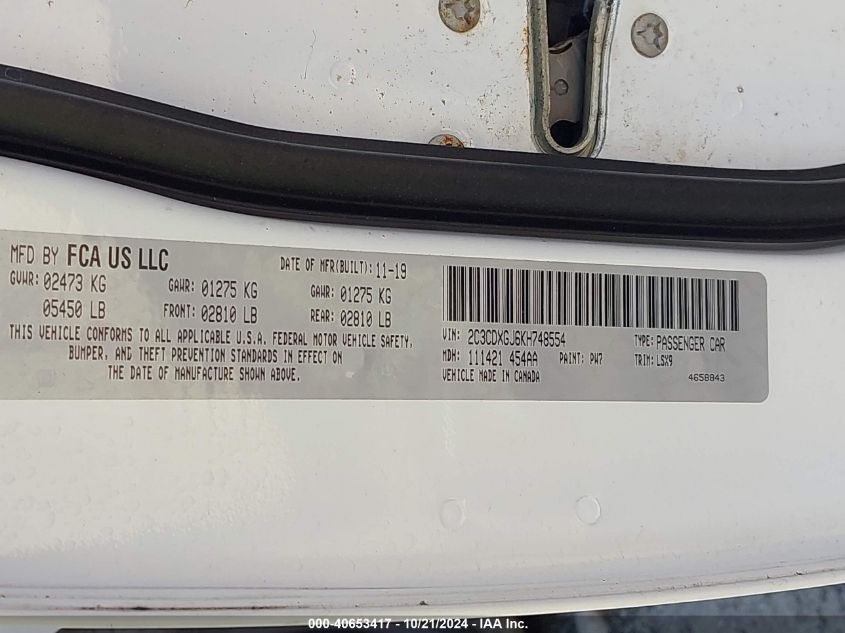 MFD BY FCA US LLC
DATE OF MFR(BUILT): 11-19
GVWR: 02473 KG
GAWR: 01275 KG
GAWR: 01275 KG
05450 LB
FRONT: 02810 LB
REAR: 02810 LB
THIS VEHICLE CONFORMS TO ALL APPLICABLE U.S.A. FEDERAL MOTOR VEHICLE SAFETY,
BUMPER, AND THEFT PREVENTION STANDARDS IN EFFECT ON
THE DATE OF MANUFACTURE SHOWN ABOVE.
VIN: 2C3CDXGJ6KH748554
TYPE: PASSENGER CAR
MDH: 111421 454AA
PAINT: PW7
TRIM: LSX9
VEHICLE MADE IN CANADA
4658843
000-40653417 - 10/21/2024 - IAA Inc.